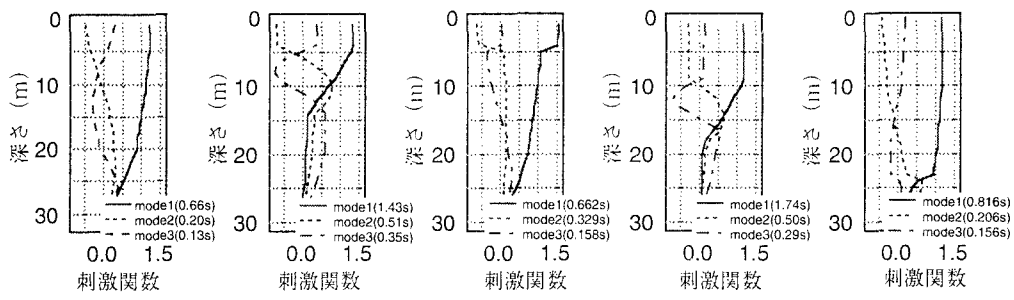 0
10
20
30
深さ (m)
mode1(0.66s)
mode2(0.20s)
mode3(0.13s)
0.0 1.5
刺激関数
0
10
20
30
深さ (m)
mode1(1.43s)
mode2(0.51s)
mode3(0.35s)
0.0 1.5
刺激関数
0
10
20
30
深さ (m)
mode1(0.662s)
mode2(0.329s)
mode3(0.158s)
0.0 1.5
刺激関数
0
10
20
30
深さ (m)
mode1(1.74s)
mode2(0.50s)
mode3(0.29s)
0.0 1.5
刺激関数
0
10
20
30
深さ (m)
mode1(0.816s)
mode2(0.206s)
mode3(0.156s)
0.0 1.5
刺激関数